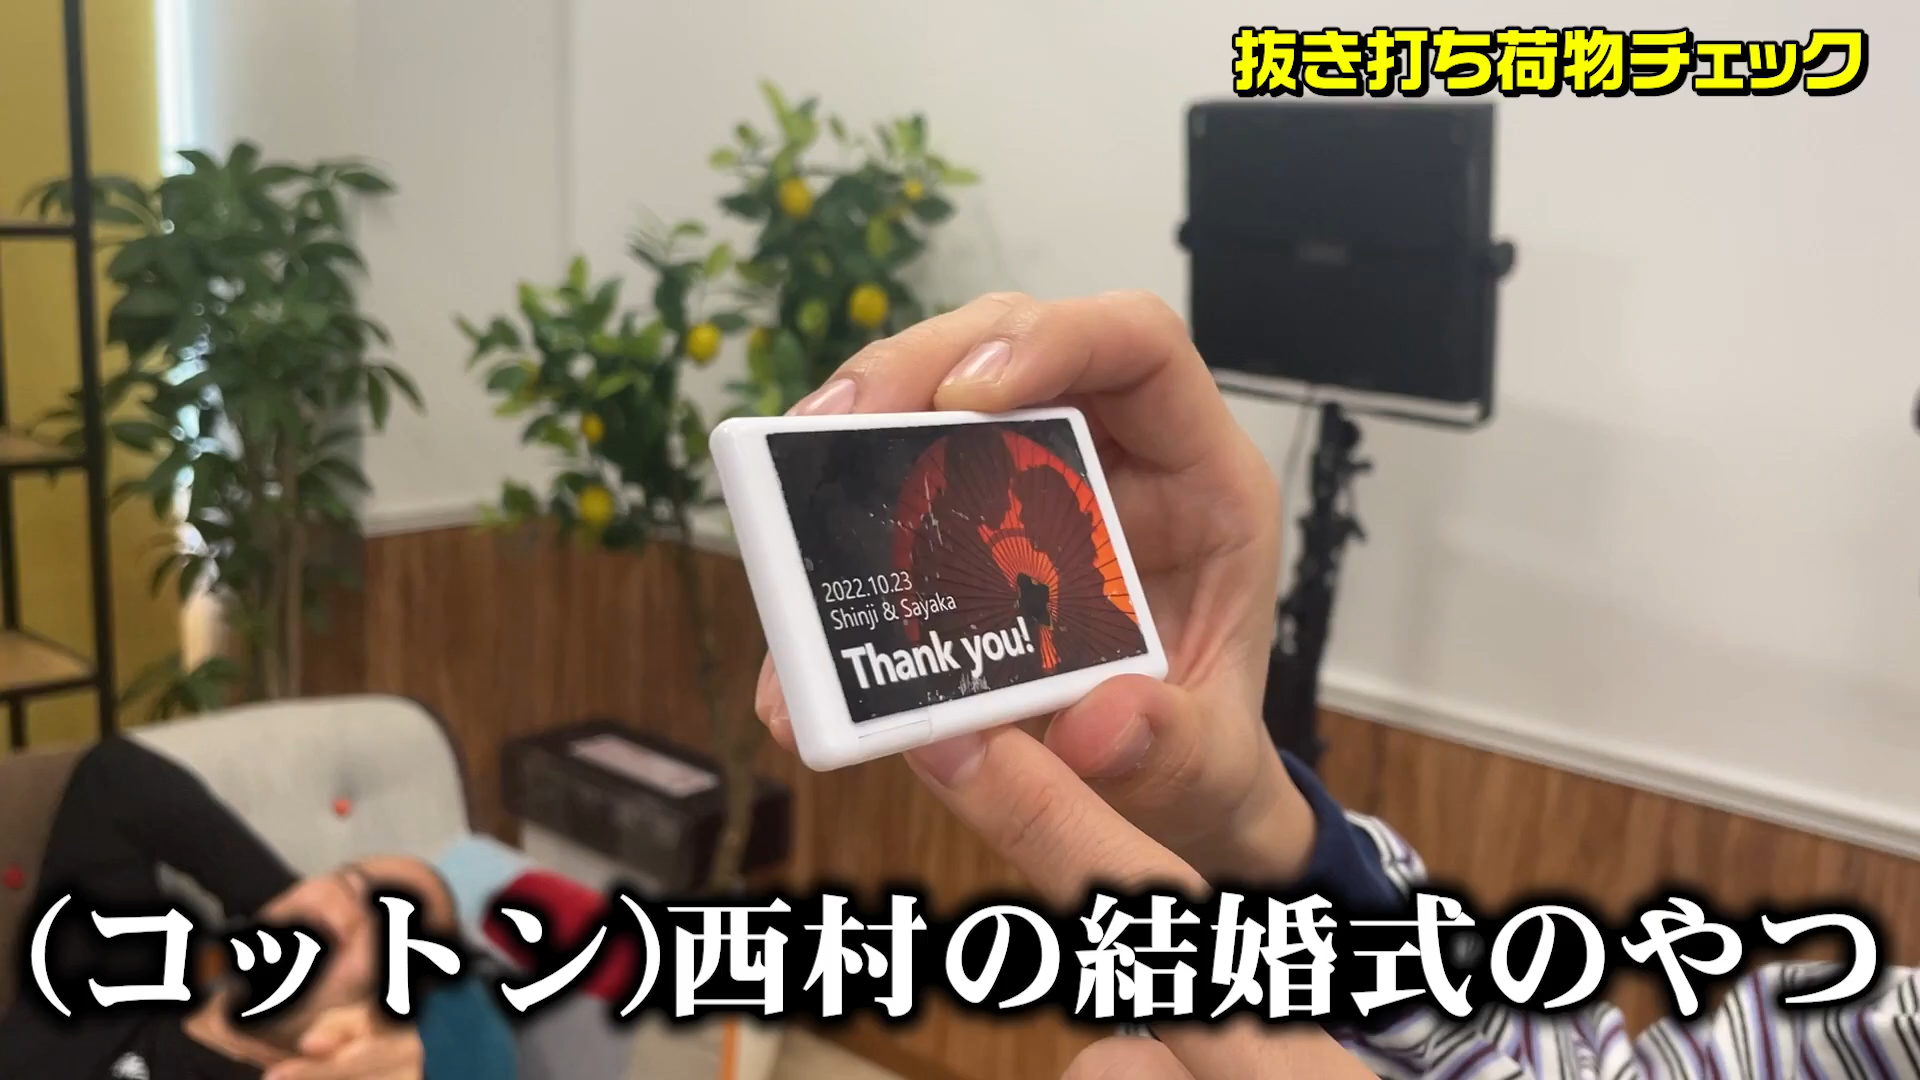 抜き打ち荷物チェック
2022.10.23
Shinji & Sayaka
Thank you!
(コットン)西村の結婚式のやつ